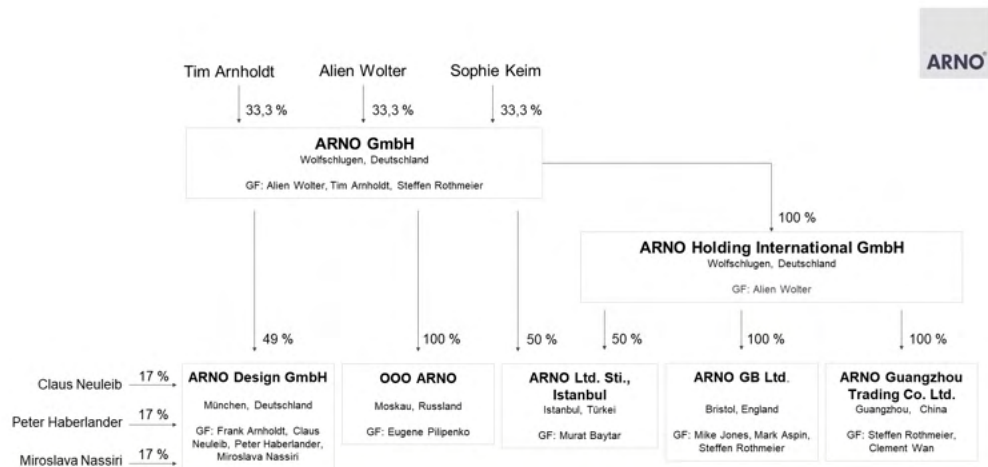 ARNO®
Tim Arnholdt
Alien Wolter
Sophie Keim
33,3 %
33,3 %
33,3 %
ARNO GmbH
Wolfschlugen, Deutschland
GF: Alien Wolter, Tim Arnholdt, Steffen Rothmeier
100 %
ARNO Holding International GmbH
Wolfschlugen, Deutschland
GF: Alien Wolter
49 %
100 %
50 %
50 %
100 %
100 %
Claus Neuleib
17 %
Peter Haberlander
17 %
Miroslava Nassiri
17 %
ARNO Design GmbH
München, Deutschland
GF: Frank Arnholdt, Claus
Neuleib, Peter Haberlander,
Miroslava Nassiri
OOO ARNO
Moskau, Russland
GF: Eugene Pilipenko
ARNO Ltd. Sti.,
Istanbul
Istanbul, Türkei
GF: Murat Baytar
ARNO GB Ltd.
Bristol, England
GF: Mike Jones, Mark Aspin,
Steffen Rothmeier
ARNO Guangzhou
Trading Co. Ltd.
Guangzhou, China
GF: Steffen Rothmeier,
Clement Wan